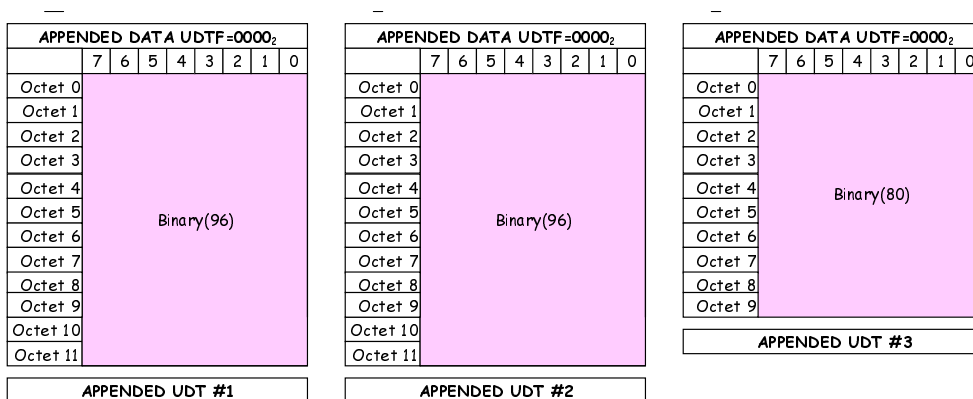 APPENDED DATA UDTF=0000₂
7 6 5 4 3 2 1 0
Octet 0
Octet 1
Octet 2
Octet 3
Octet 4
Octet 5
Octet 6
Octet 7
Octet 8
Octet 9
Octet 10
Octet 11
Binary(96)
APPENDED UDT #1
APPENDED DATA UDTF=0000₂
7 6 5 4 3 2 1 0
Octet 0
Octet 1
Octet 2
Octet 3
Octet 4
Octet 5
Octet 6
Octet 7
Octet 8
Octet 9
Octet 10
Octet 11
Binary(96)
APPENDED UDT #2
APPENDED DATA UDTF=0000₂
7 6 5 4 3 2 1 0
Octet 0
Octet 1
Octet 2
Octet 3
Octet 4
Octet 5
Octet 6
Octet 7
Octet 8
Octet 9
Binary(80)
APPENDED UDT #3